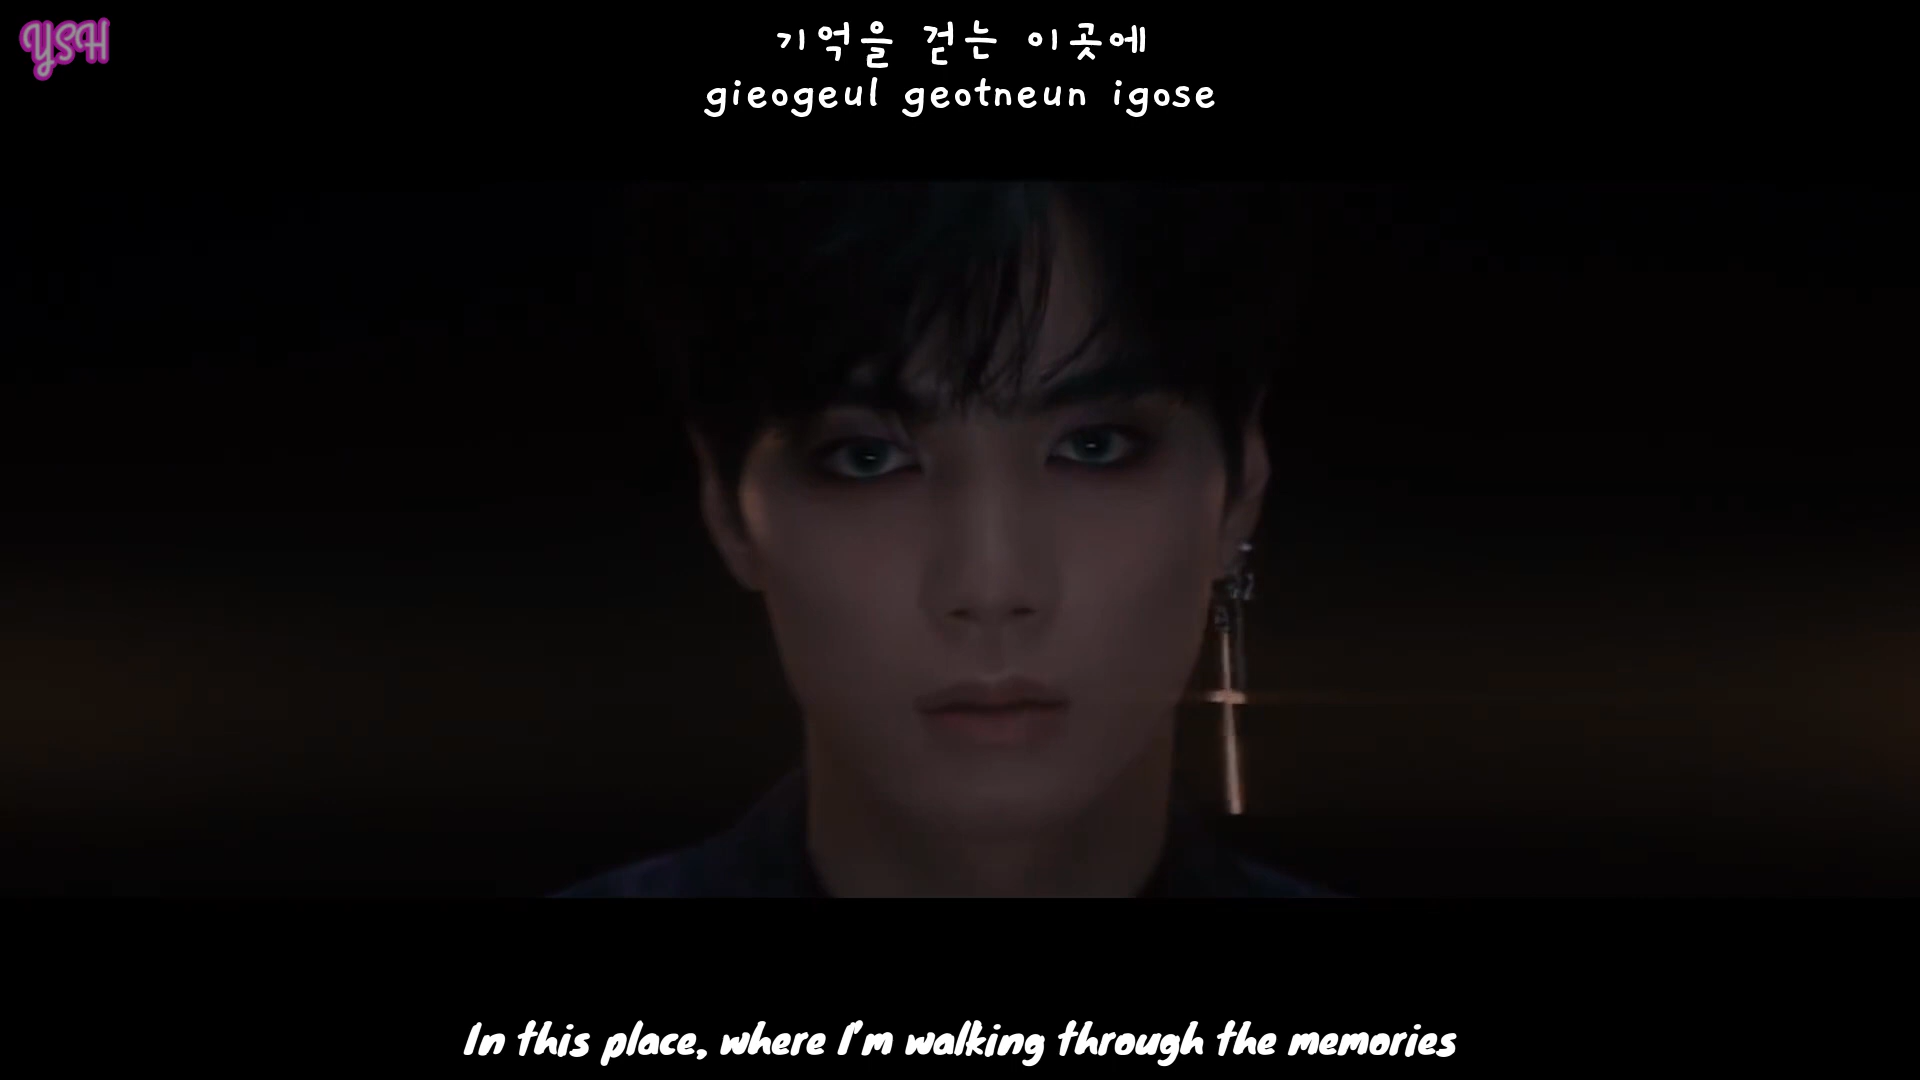 YSH
기억을 걷는 이곳에
gieogeul geotneun igose
In this place, where I'm walking through the memories